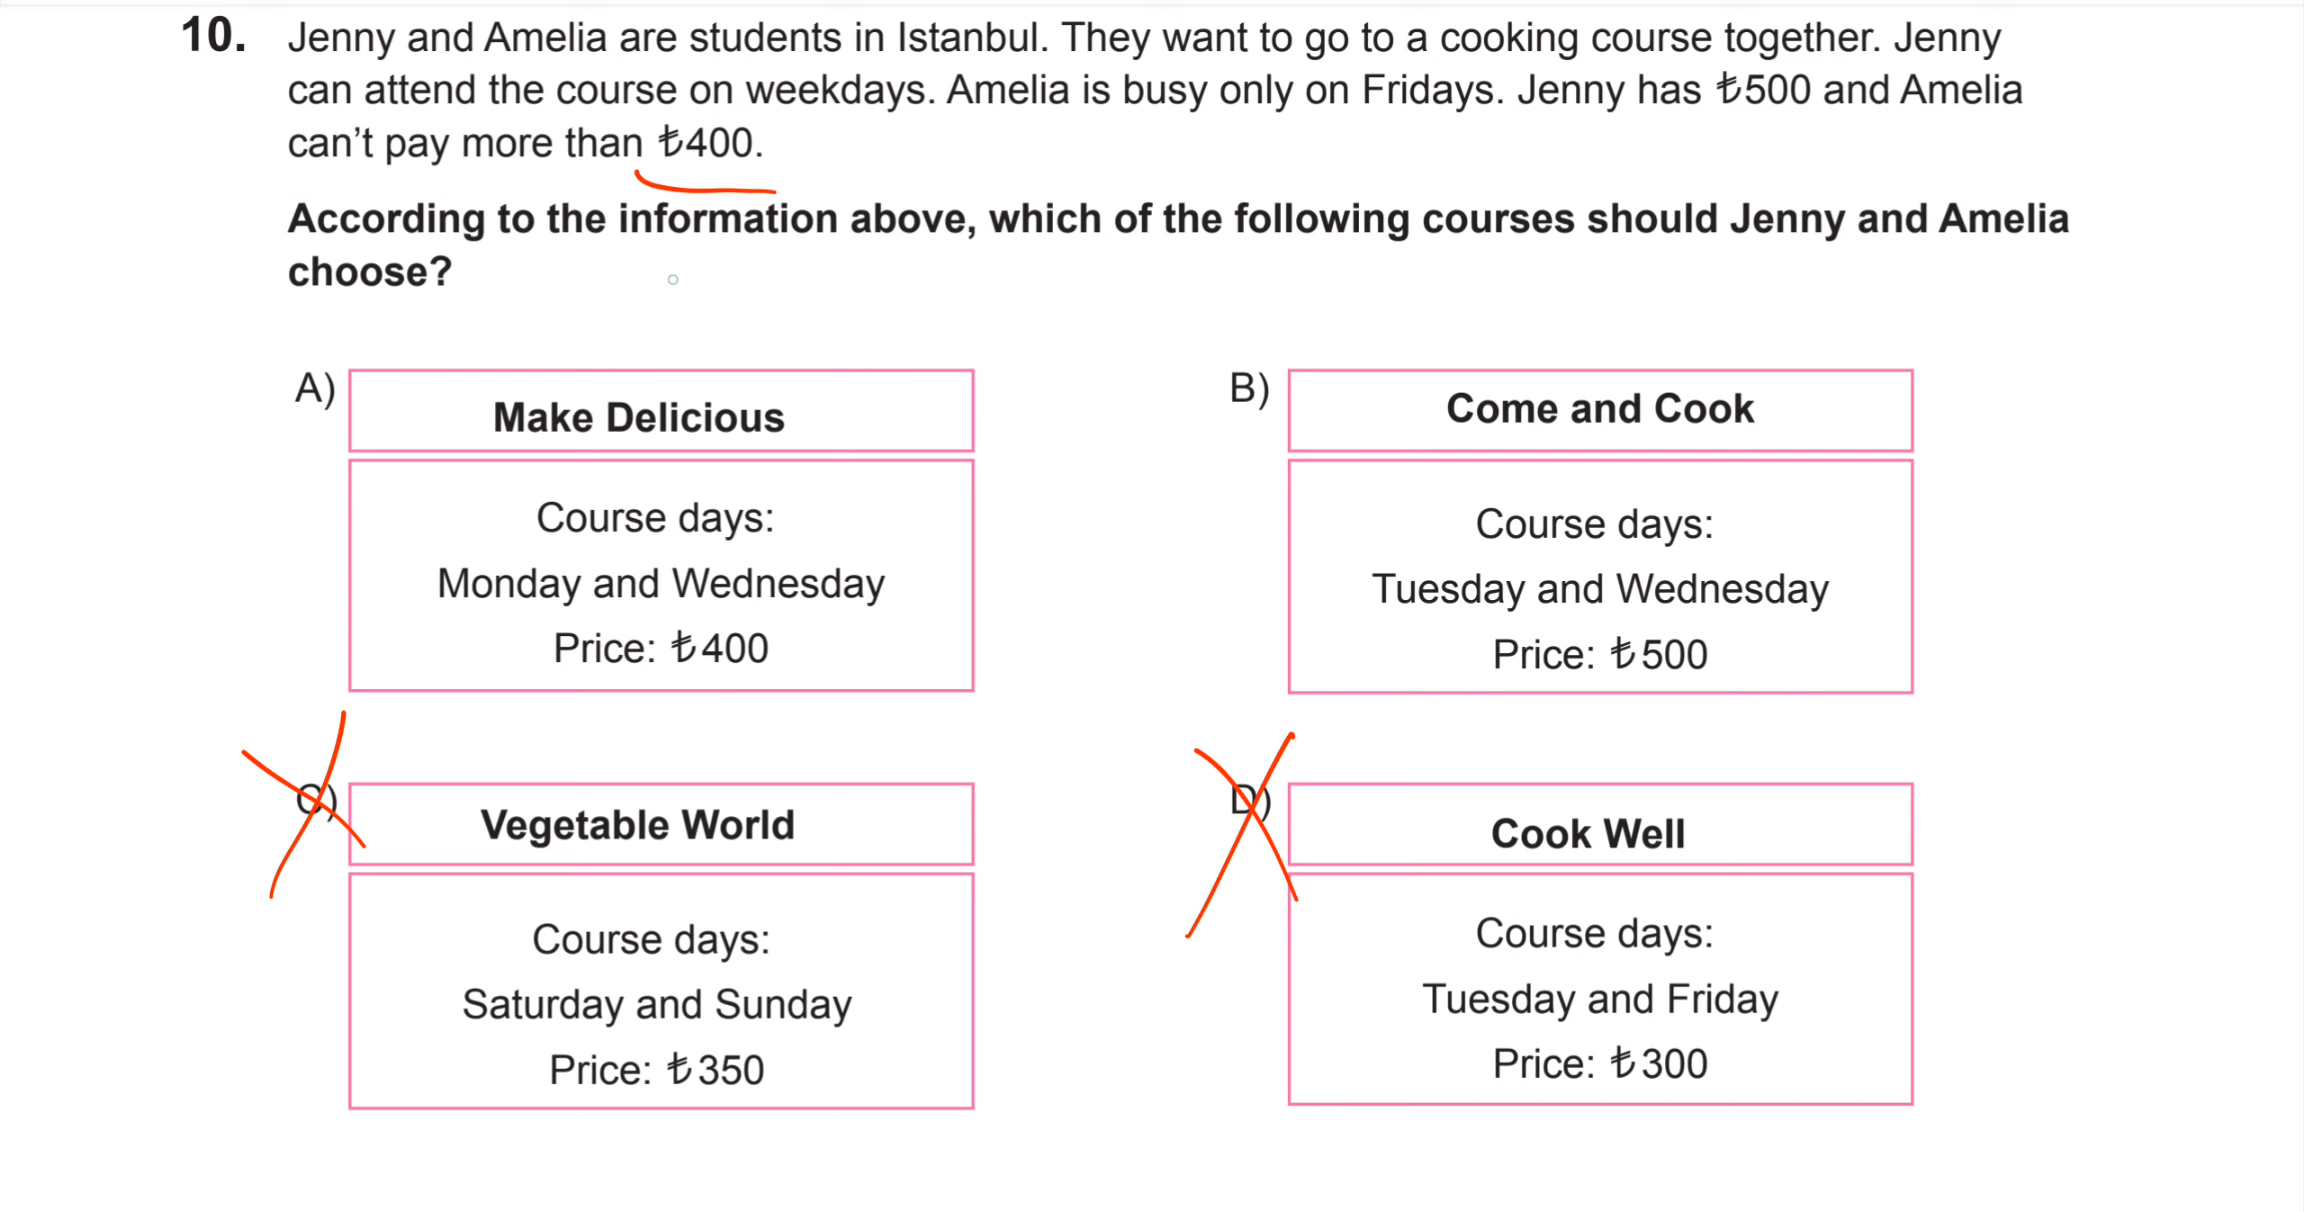 10. Jenny and Amelia are students in Istanbul. They want to go to a cooking course together. Jenny
can attend the course on weekdays. Amelia is busy only on Fridays. Jenny has ₺500 and Amelia
can’t pay more than ₺400.
According to the information above, which of the following courses should Jenny and Amelia
choose?
A)
Make Delicious
Course days:
Monday and Wednesday
Price: ₺400
B)
Come and Cook
Course days:
Tuesday and Wednesday
Price: ₺500
C)
Vegetable World
Course days:
Saturday and Sunday
Price: ₺350
D)
Cook Well
Course days:
Tuesday and Friday
Price: ₺300